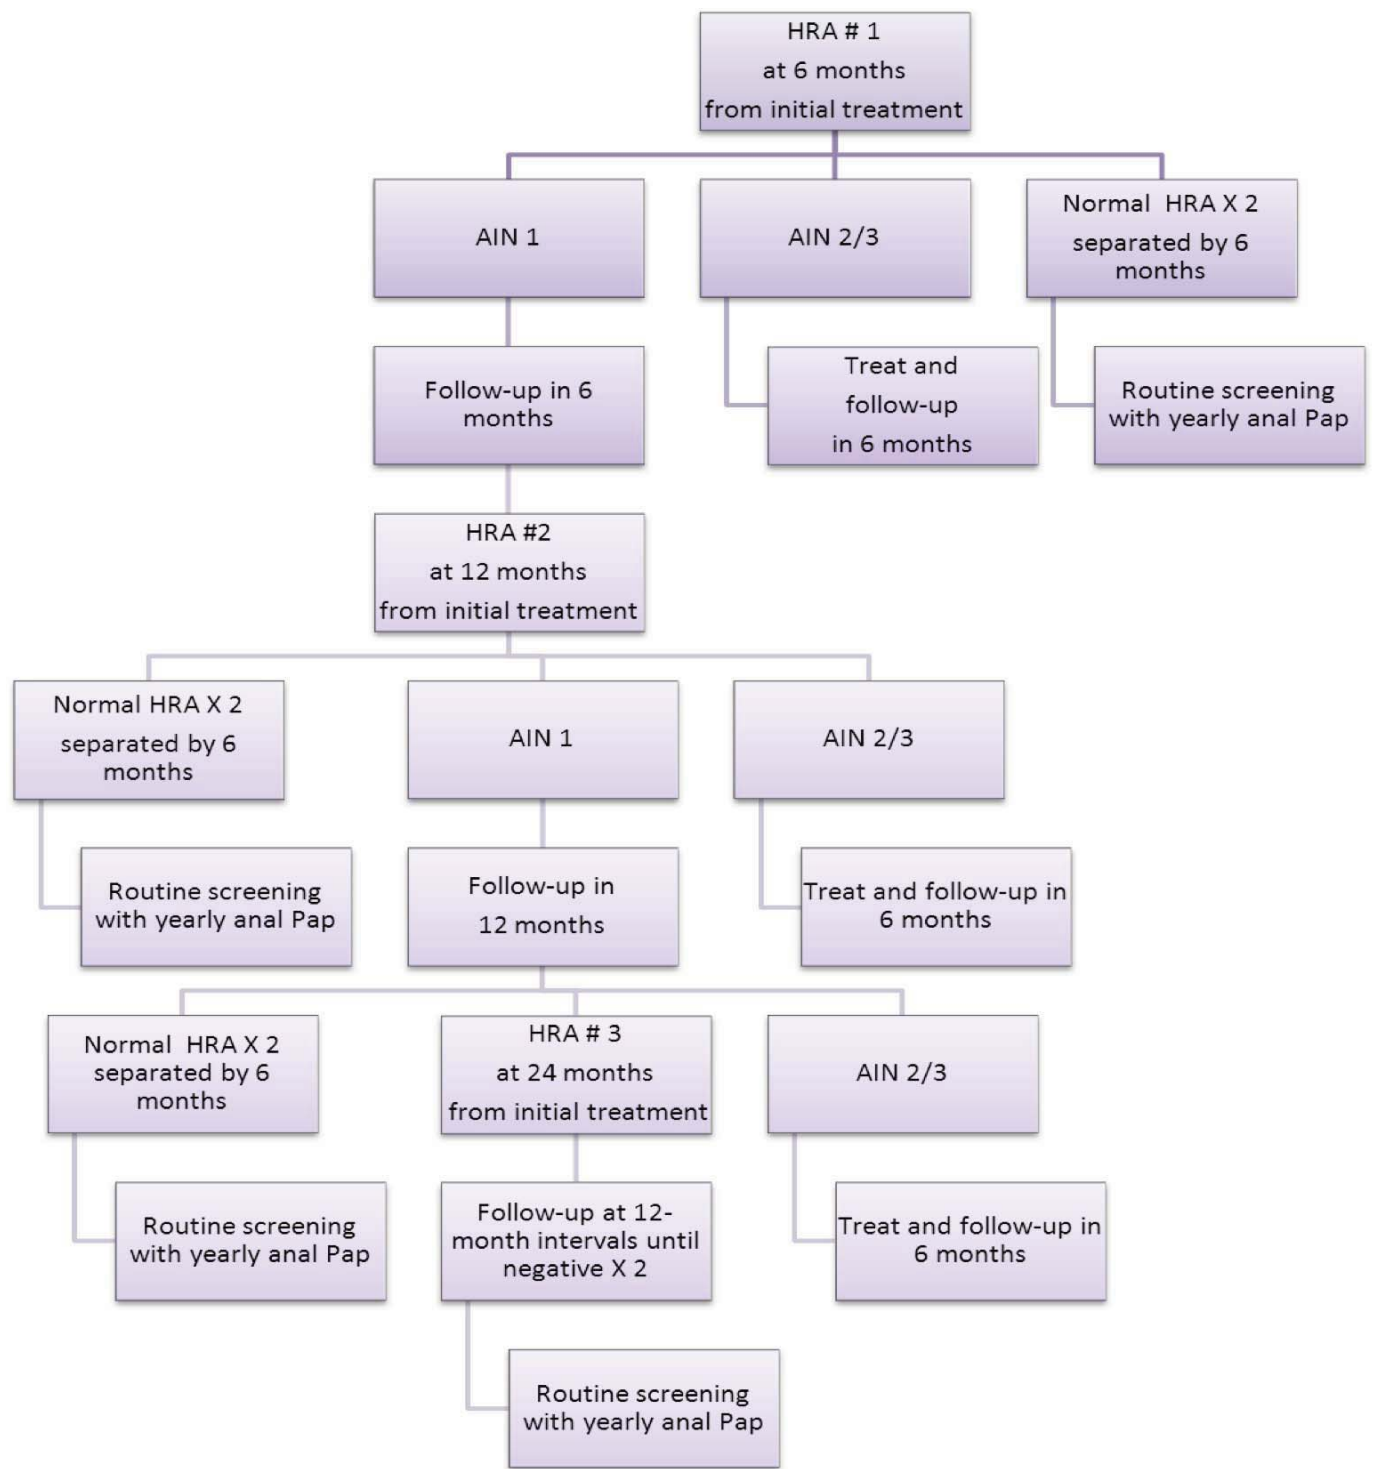 HRA # 1
at 6 months
from initial treatment
AIN 1
AIN 2/3
Normal HRA X 2
separated by 6
months
Follow-up in 6
months
Treat and
follow-up
in 6 months
Routine screening
with yearly anal Pap
HRA #2
at 12 months
from initial treatment
Normal HRA X 2
separated by 6
months
AIN 1
AIN 2/3
Routine screening
with yearly anal Pap
Follow-up in
12 months
Treat and follow-up in
6 months
Normal HRA X 2
separated by 6
months
HRA # 3
at 24 months
from initial treatment
AIN 2/3
Routine screening
with yearly anal Pap
Follow-up at 12-
month intervals until
negative X 2
Treat and follow-up in
6 months
Routine screening
with yearly anal Pap